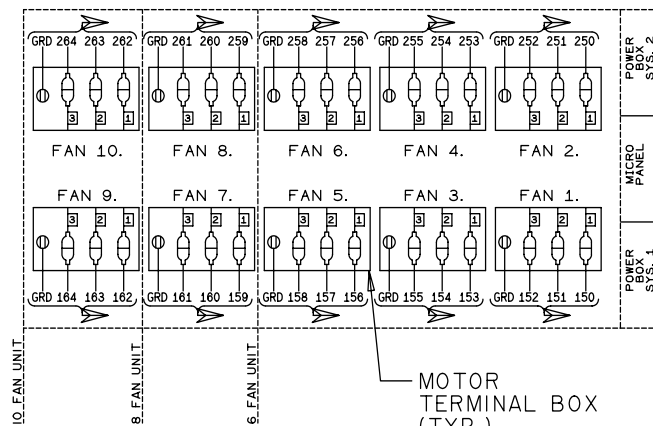 GRD 264 263 262 GRD 261 260 259 GRD 258 257 256 GRD 255 254 253 GRD 252 251 250
3 2 1 3 2 1 3 2 1 3 2 1 3 2 1
FAN 10. FAN 8. FAN 6. FAN 4. FAN 2.
FAN 9. FAN 7. FAN 5. FAN 3. FAN 1.
3 2 1 3 2 1 3 2 1 3 2 1 3 2 1
GRD 164 163 162 GRD 161 160 159 GRD 158 157 156 GRD 155 154 153 GRD 152 151 150
POWER
BOX
SYS. 2
MICRO
PANEL
POWER
BOX
SYS. 1
10 FAN UNIT
8 FAN UNIT
6 FAN UNIT
MOTOR
TERMINAL BOX
(TYP.)